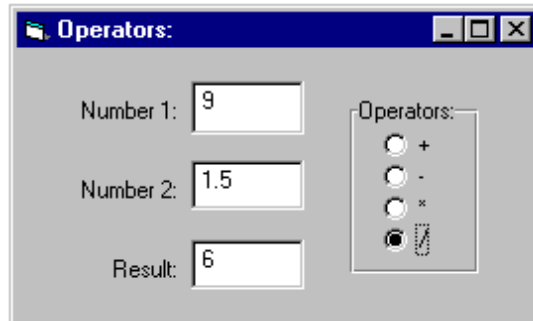 Operators:
Number 1: 9
Operators:
+
Number 2: 1.5
-
*
/
Result: 6